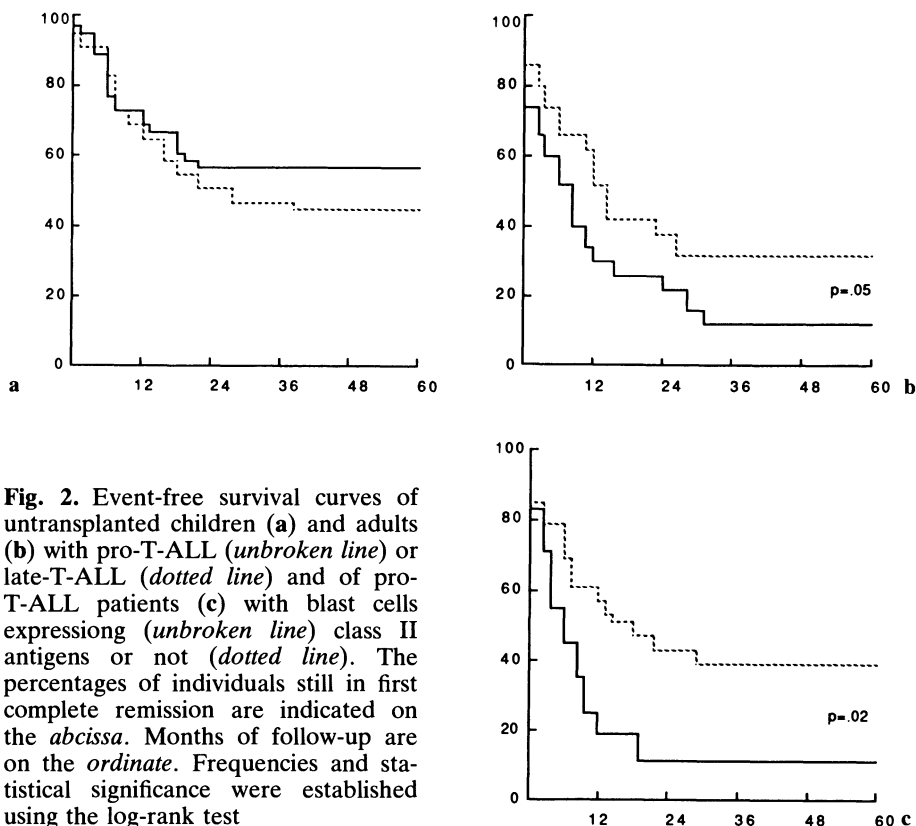 100
80
60
40
20
0
12 24 36 48 60
a
100
80
60
40
20
0
p=.05
12 24 36 48 60
b
Fig. 2. Event-free survival curves of
untransplanted children (a) and adults
(b) with pro-T-ALL (unbroken line) or
late-T-ALL (dotted line) and of pro-
T-ALL patients (c) with blast cells
expressiong (unbroken line) class II
antigens or not (dotted line). The
percentages of individuals still in first
complete remission are indicated on
the abcissa. Months of follow-up are
on the ordinate. Frequencies and sta-
tistical significance were established
using the log-rank test
100
80
60
40
20
0
p=.02
12 24 36 48 60
c